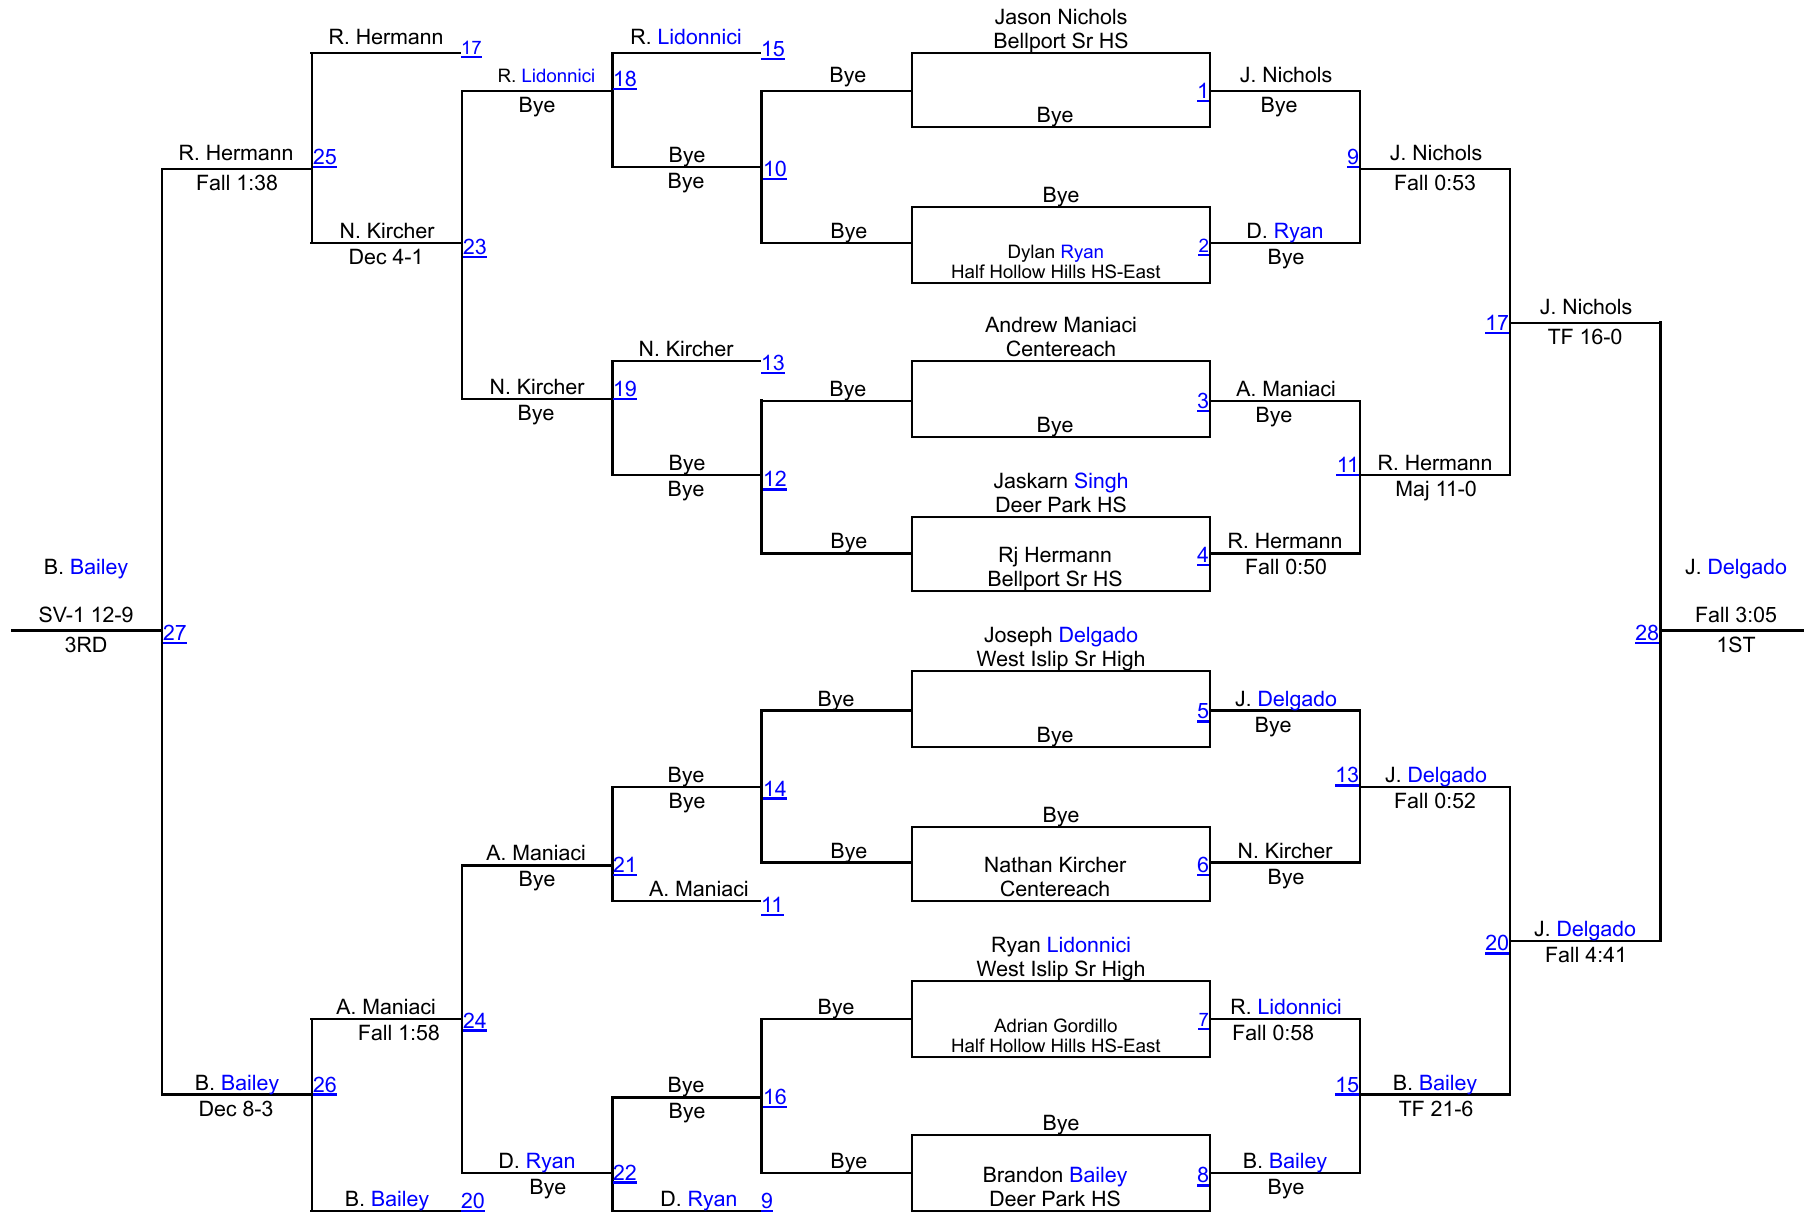 Jason Nichols
Bellport Sr HS
R. Hermann
17
R. Lidonnici
15
R. Lidonnici
18
Bye
Bye
1
J. Nichols
Bye
Bye
Bye
R. Hermann
25
Fall 1:38
Bye
10
Bye
9
J. Nichols
Fall 0:53
Bye
N. Kircher
23
Dec 4-1
Bye
Dylan Ryan
2
Half Hollow Hills HS-East
D. Ryan
Bye
J. Nichols
17
TF 16-0
Andrew Maniaci
Centereach
N. Kircher
13
N. Kircher
19
Bye
Bye
3
A. Maniaci
Bye
Bye
Bye
12
Bye
11
R. Hermann
Maj 11-0
Jaskarn Singh
Deer Park HS
Bye
Rj Hermann
4
Bellport Sr HS
R. Hermann
Fall 0:50
B. Bailey
SV-1 12-9
27
3RD
J. Delgado
Fall 3:05
28
1ST
Joseph Delgado
West Islip Sr High
Bye
5
J. Delgado
Bye
Bye
Bye
14
Bye
13
J. Delgado
Fall 0:52
Bye
A. Maniaci
21
Bye
A. Maniaci
11
Bye
Nathan Kircher
6
Centereach
N. Kircher
Bye
J. Delgado
20
Fall 4:41
Ryan Lidonnici
West Islip Sr High
A. Maniaci
24
Fall 1:58
Bye
Adrian Gordillo
7
Half Hollow Hills HS-East
R. Lidonnici
Fall 0:58
B. Bailey
26
Dec 8-3
Bye
16
Bye
15
B. Bailey
TF 21-6
Bye
D. Ryan
22
Bye
Bye
Brandon Bailey
8
Deer Park HS
B. Bailey
Bye
B. Bailey
20
D. Ryan
9